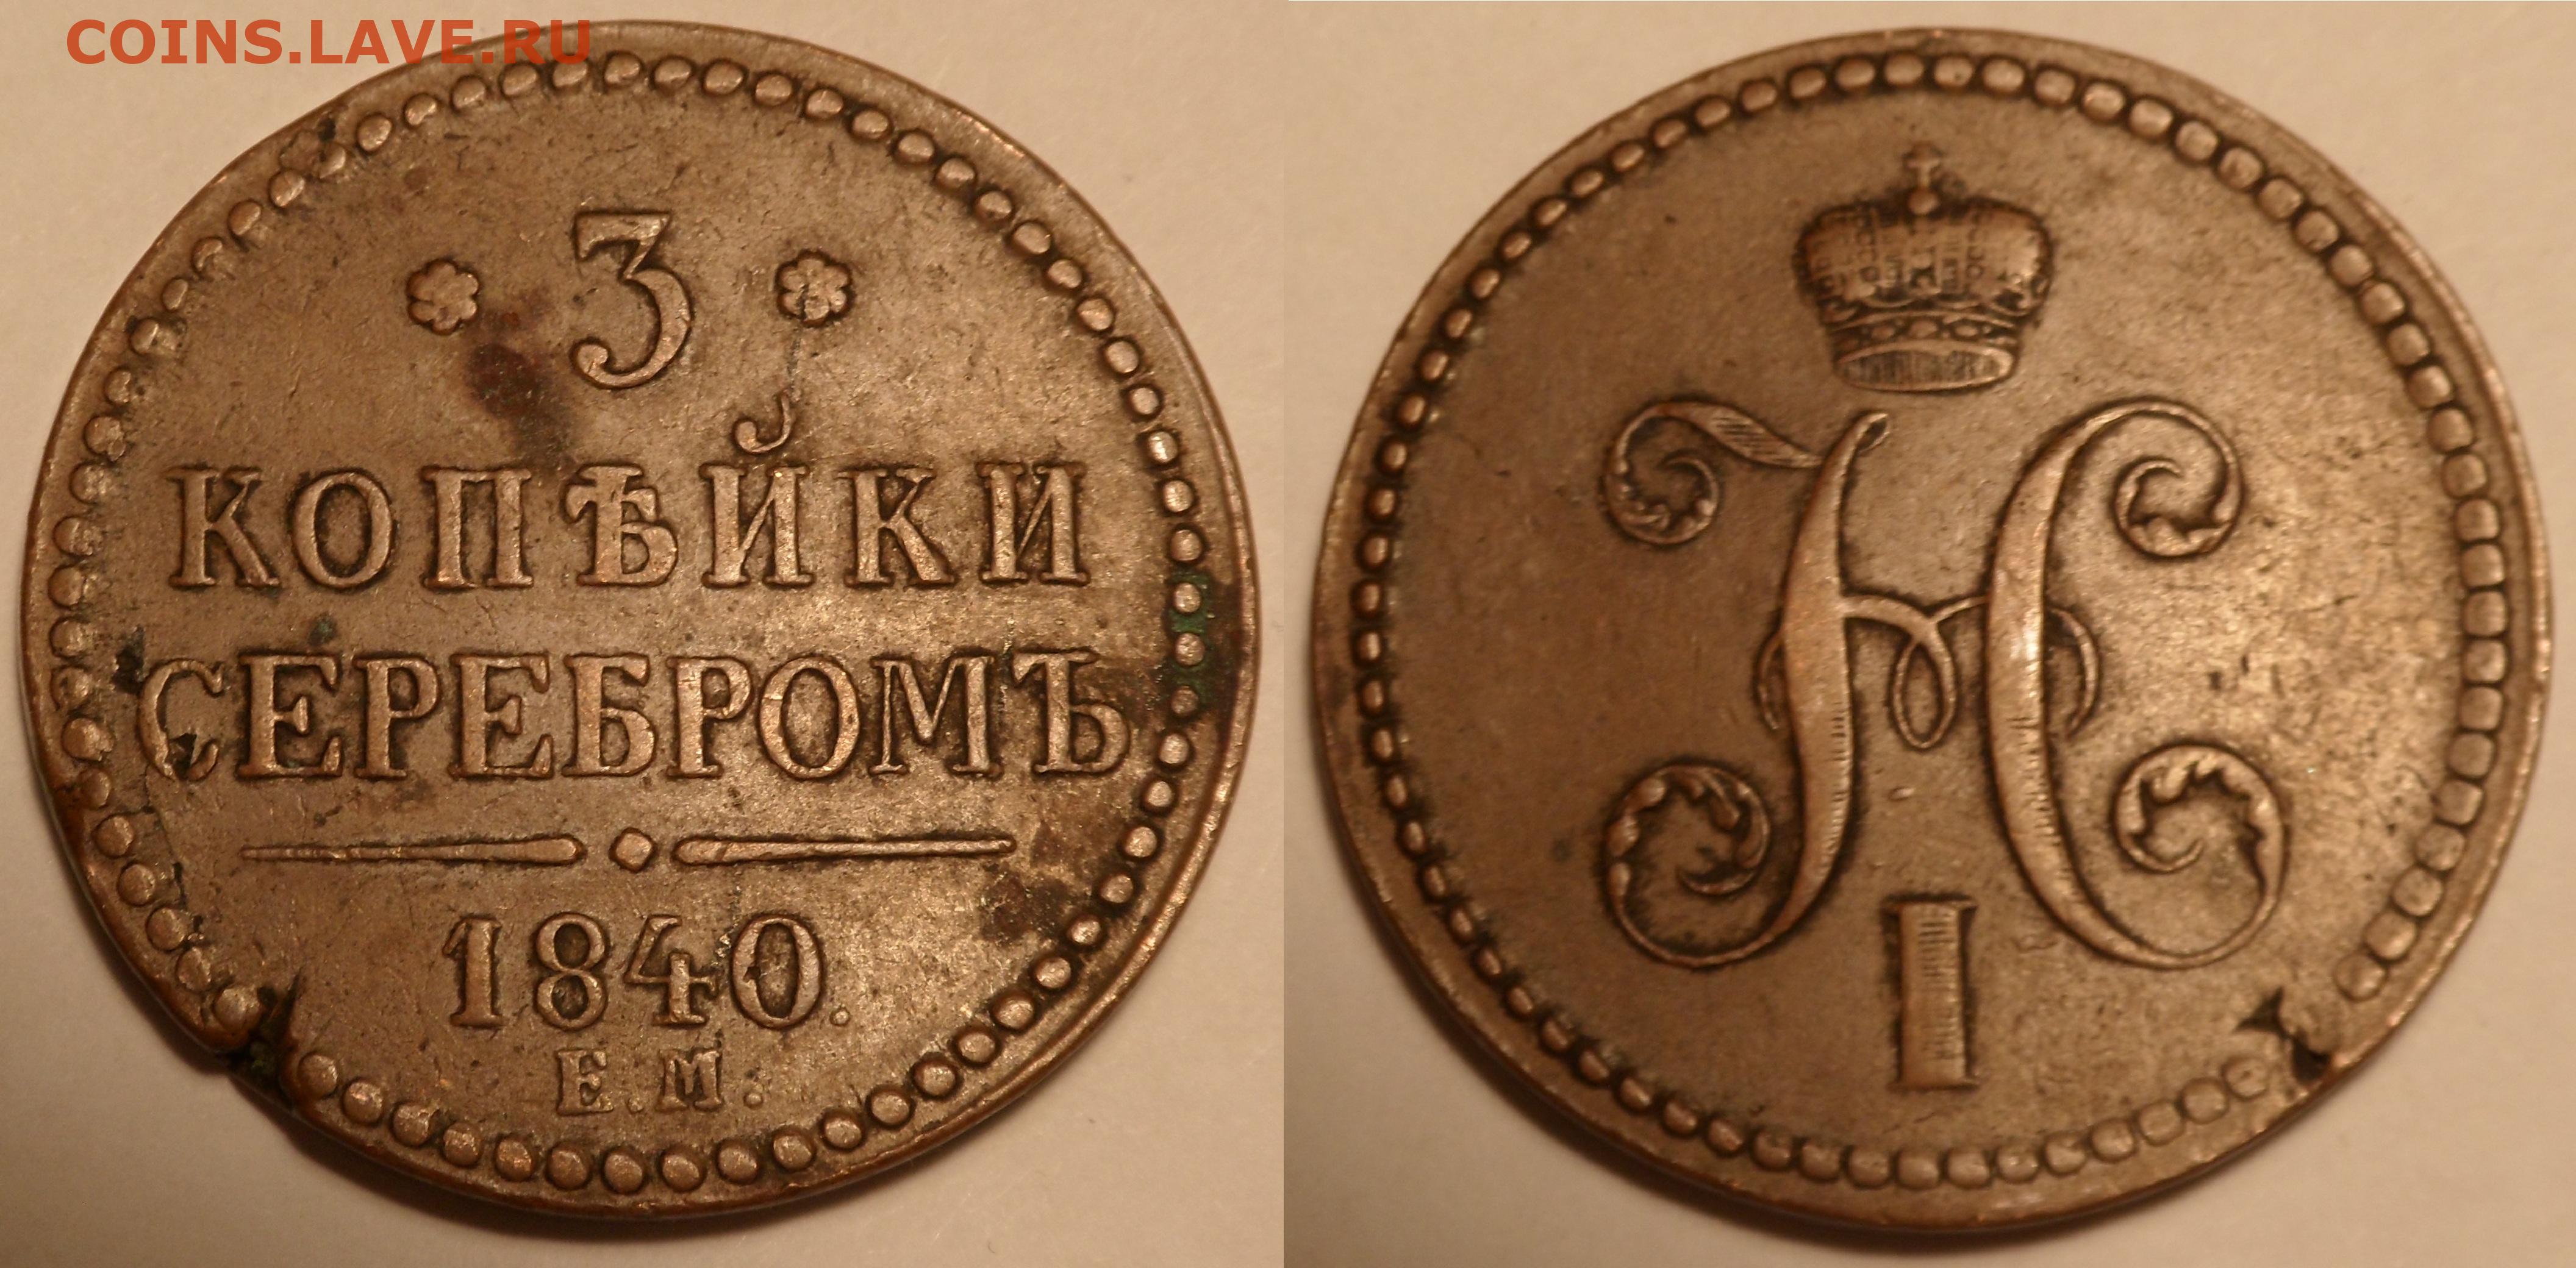 COINS.LAVE.RU
3
КОПѢЙКИ
СЕРЕБРОМЪ
1840.
Е.М.
Н
I